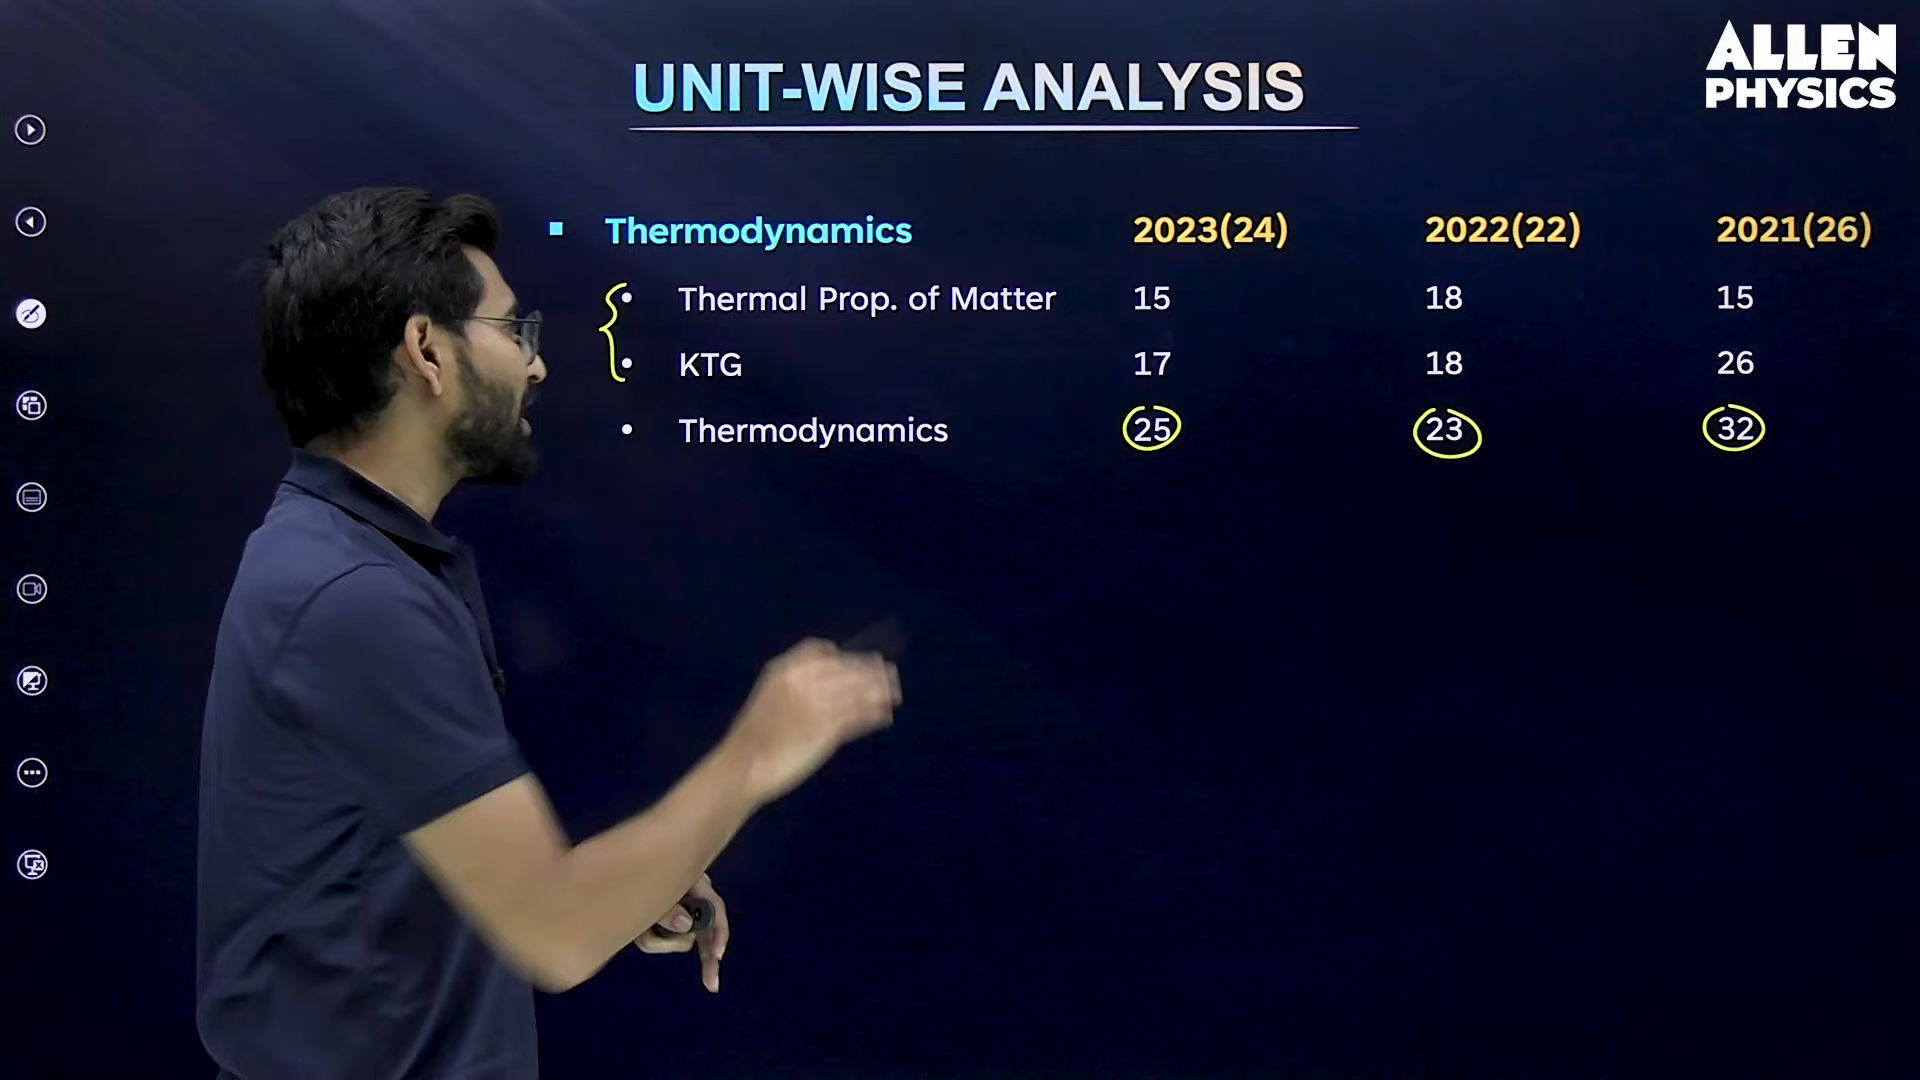 ALLEN
PHYSICS
UNIT-WISE ANALYSIS
Thermodynamics 2023(24) 2022(22) 2021(26)
Thermal Prop. of Matter 15 18 15
KTG 17 18 26
Thermodynamics 25 23 32